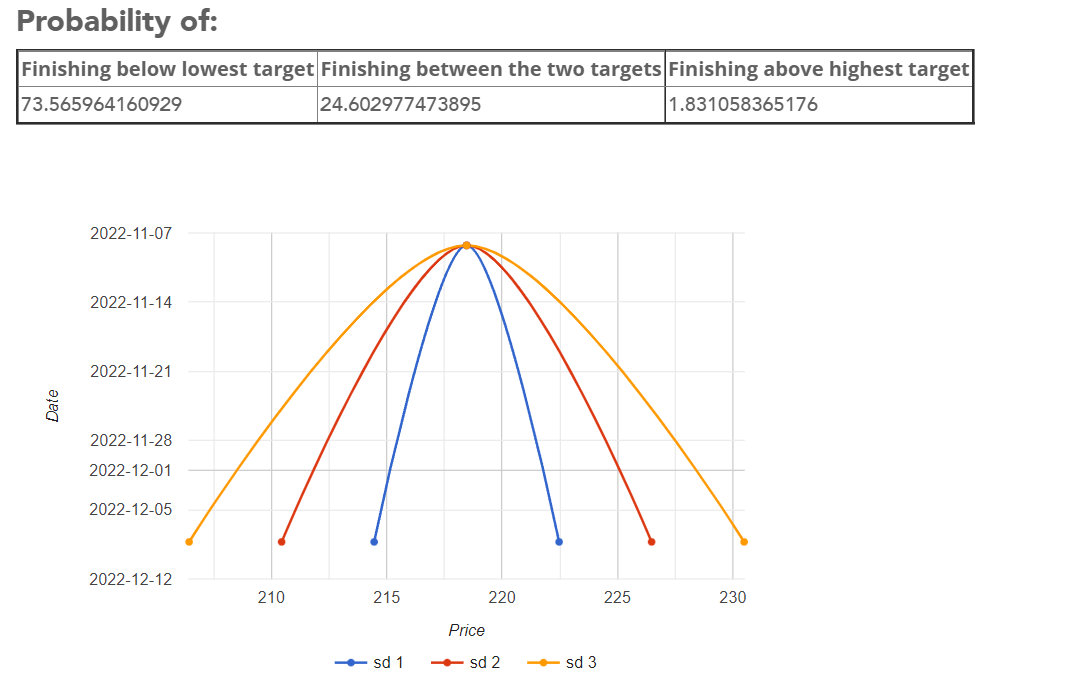 Probability of:
Finishing below lowest target Finishing between the two targets Finishing above highest target
73.565964160929 24.602977473895 1.831058365176
2022-11-07
2022-11-14
2022-11-21
2022-11-28
2022-12-01
2022-12-05
2022-12-12
Date
210 215 220 225 230
Price
sd 1 sd 2 sd 3